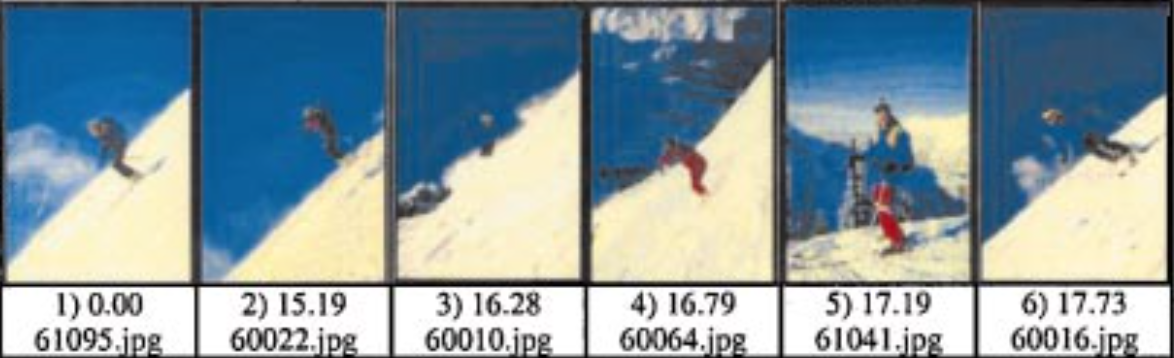 1) 0.00
61095.jpg
2) 15.19
60022.jpg
3) 16.28
60010.jpg
4) 16.79
60064.jpg
5) 17.19
61041.jpg
6) 17.73
60016.jpg